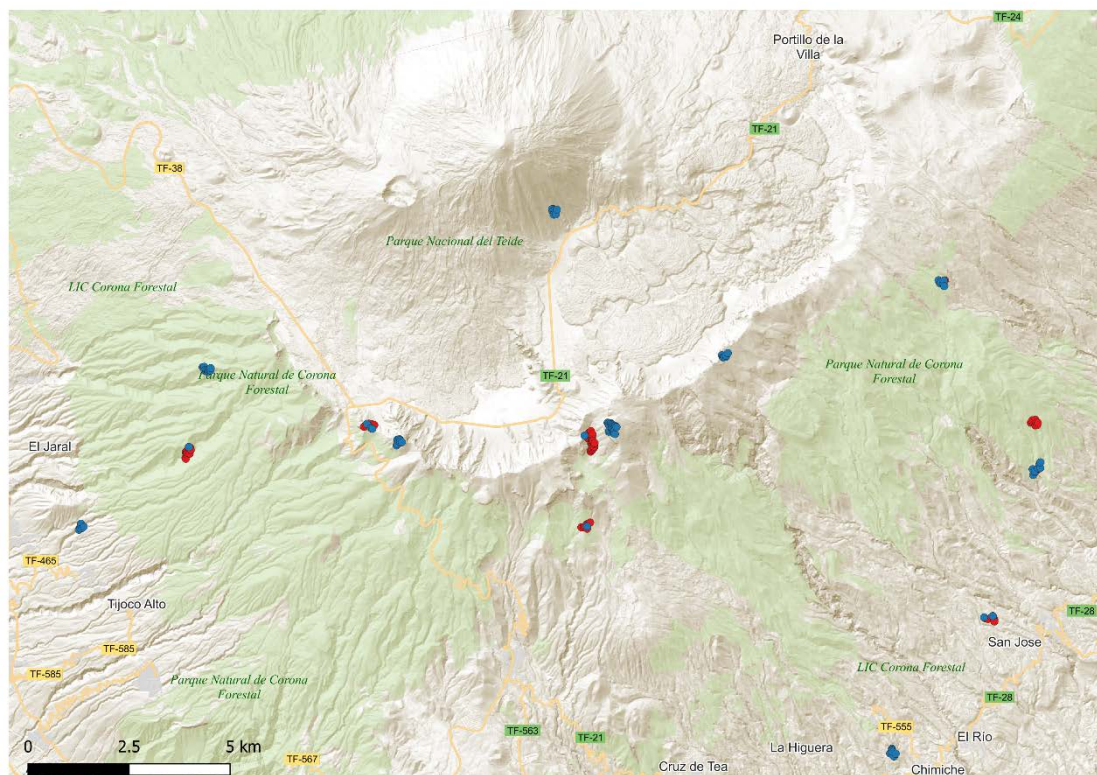 TF-24
Portillo de la
Villa
TF-21
TF-38
Parque Nacional del Teide
LIC Corona Forestal
Parque Natural de Corona
Forestal
Parque Natural de Corona
Forestal
TF-21
El Jaral
TF-465
Tijoco Alto
TF-28
San Jose
TF-585
TF-585
Parque Natural de Corona
Forestal
LIC Corona Forestal
TF-28
TF-555
El Río
TF-563
TF-21
La Higuera
0 2.5 5 km
TF-567
Cruz de Tea
Chimiche